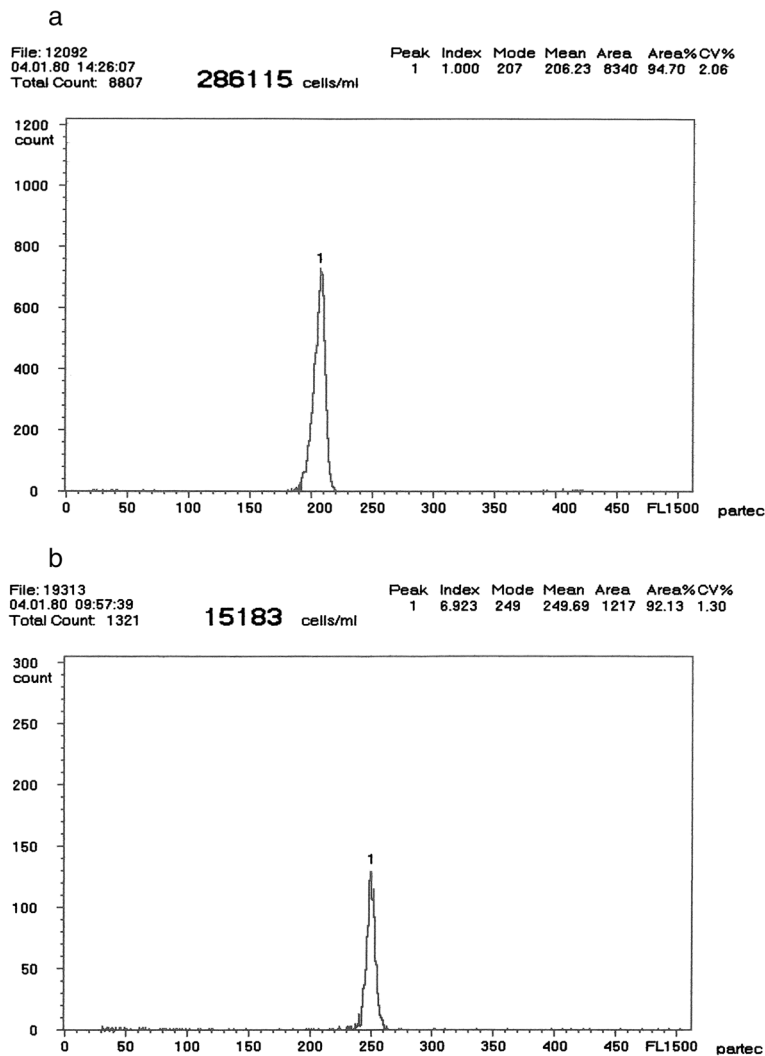 a
File: 12092
04.01.80 14:26:07
Total Count: 8807
286115 cells/ml
Peak Index Mode Mean Area Area% CV%
1 1.000 207 206.23 8340 94.70 2.06
1200
count
1000
800
600
400
200
0
1
0 50 100 150 200 250 300 350 400 450 FL1500
partec
b
File: 19313
04.01.80 09:57:39
Total Count: 1321
15183 cells/ml
Peak Index Mode Mean Area Area% CV%
1 6.923 249 249.69 1217 92.13 1.30
300
count
250
200
150
100
50
0
1
0 50 100 150 200 250 300 350 400 450 FL1500
partec